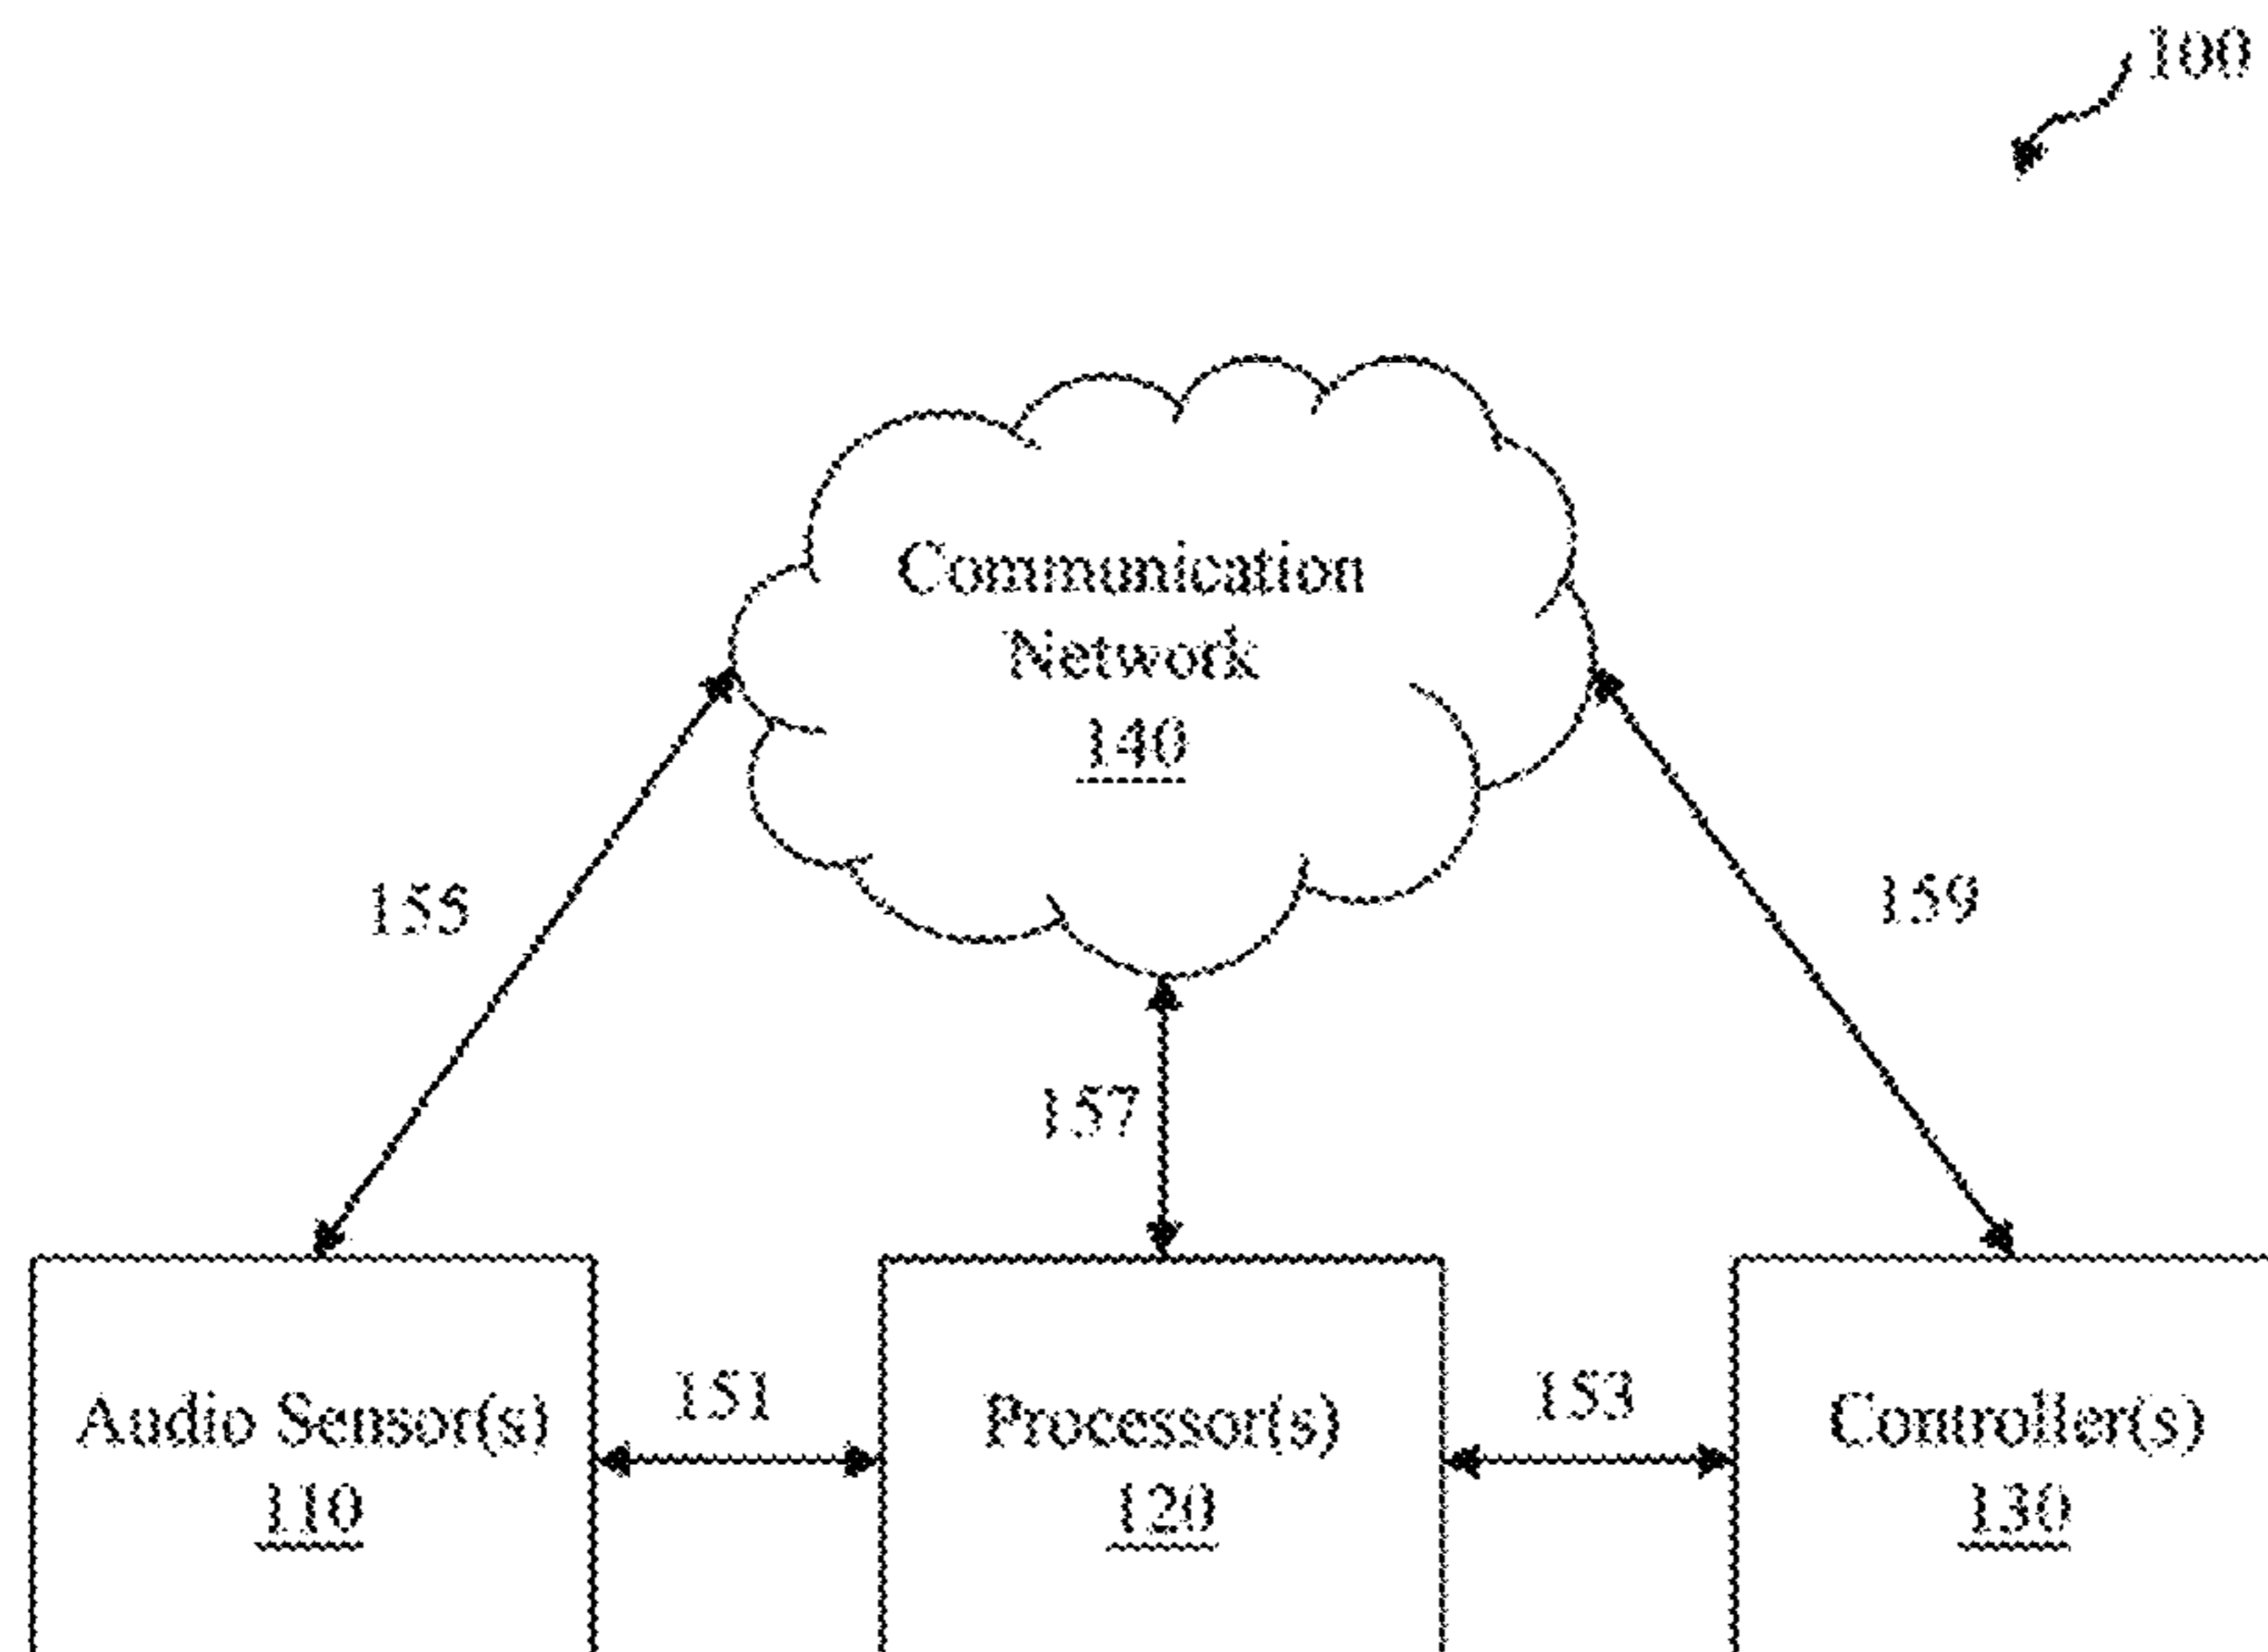 100
Communication
Network
140
155
159
157
151
153
Audio Sensor(s)
110
Processor(s)
120
Controller(s)
130